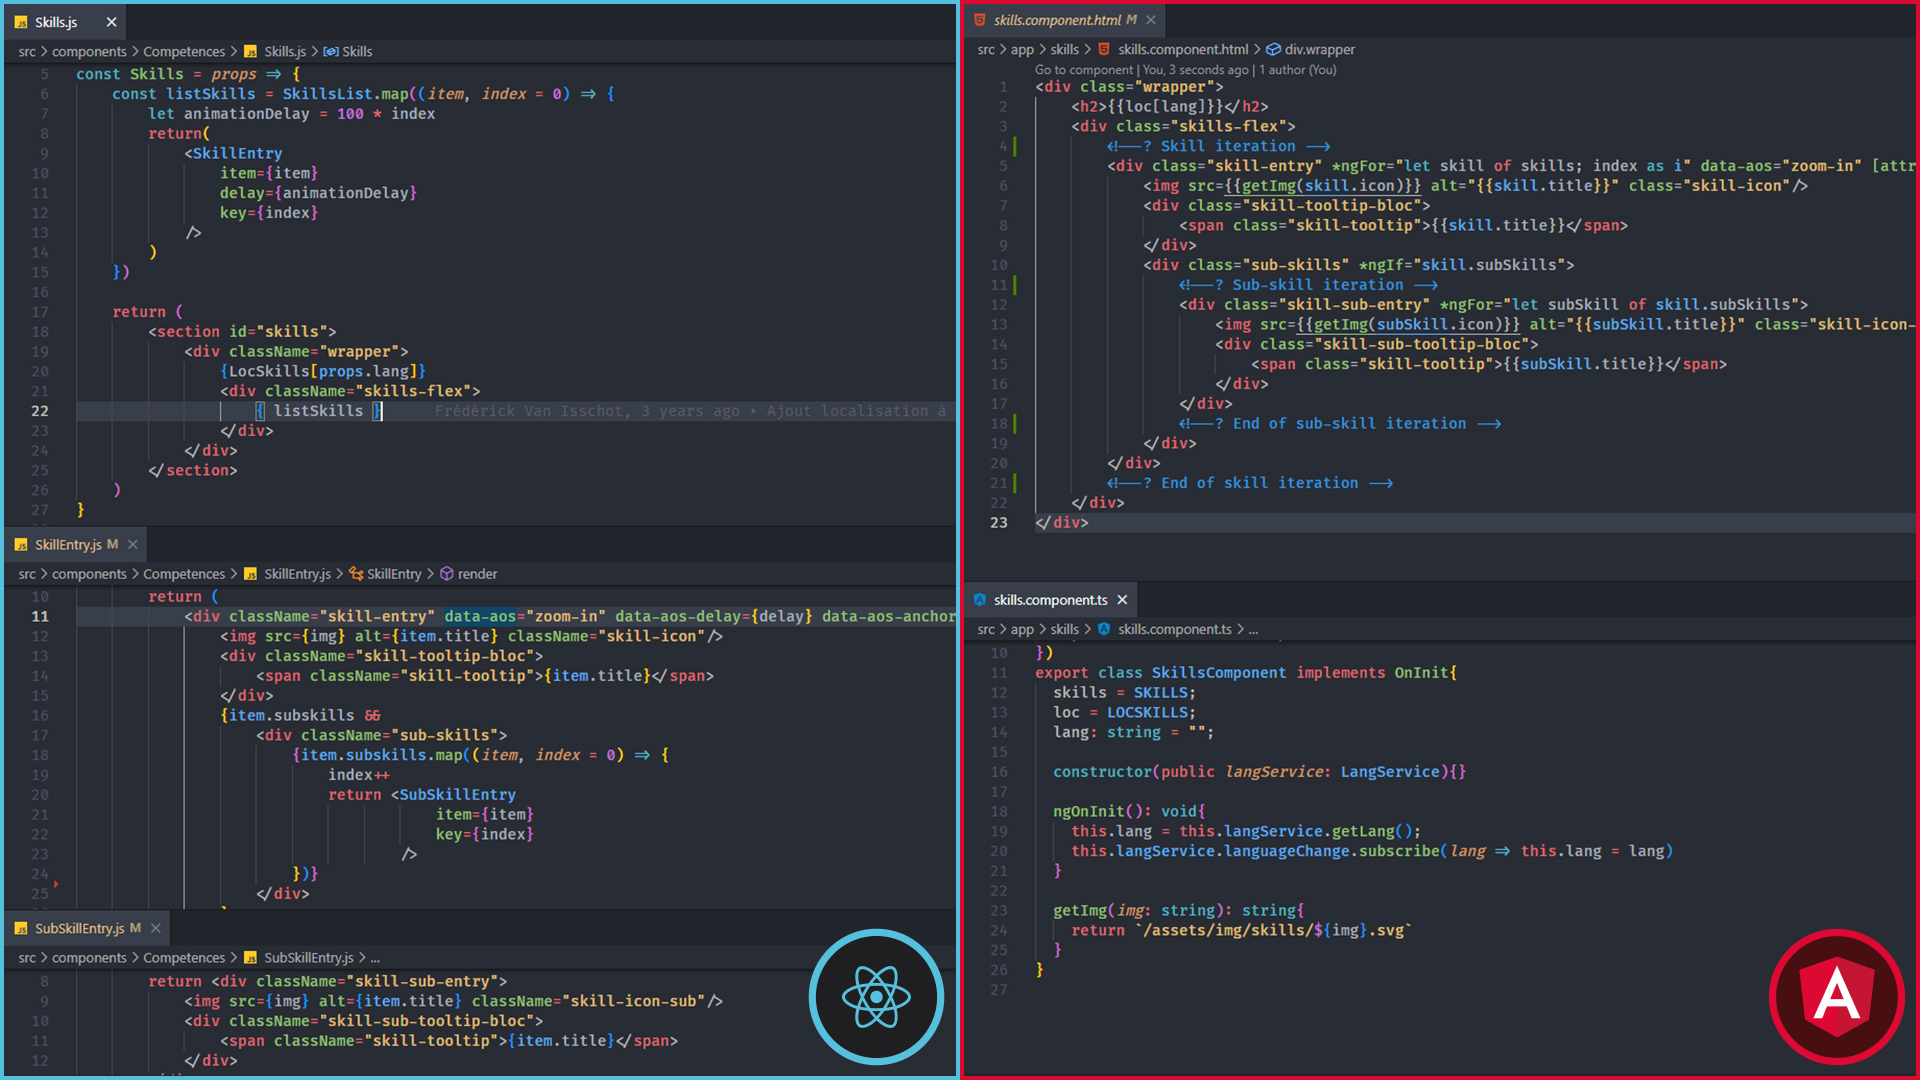 Skills.js
src > components > Competences > Skills.js > Skills
5 const Skills = props => {
6 const listSkills = SkillsList.map((item, index = 0) => {
7 let animationDelay = 100 * index
8 return(
9 <SkillEntry
10 item={item}
11 delay={animationDelay}
12 key={index}
13 />
14 )
15 })
16
17 return (
18 <section id="skills">
19 <div className="wrapper">
20 {LocSkills[props.lang]}
21 <div className="skills-flex">
22 { listSkills } Frédérick Van Isschot, 3 years ago • Ajout localisation à
23 </div>
24 </div>
25 </section>
26 )
27 }
SkillEntry.js M
src > components > Competences > SkillEntry.js > SkillEntry > render
10 return (
11 <div className="skill-entry" data-aos="zoom-in" data-aos-delay={delay} data-aos-anchor
12 <img src={img} alt={item.title} className="skill-icon"/>
13 <div className="skill-tooltip-bloc">
14 <span className="skill-tooltip">{item.title}</span>
15 </div>
16 {item.subskills &&
17 <div className="sub-skills">
18 {item.subskills.map((item, index = 0) => {
19 index++
20 return <SubSkillEntry
21 item={item}
22 key={index}
23 />
24 })}
25 </div>
SubSkillEntry.js M
src > components > Competences > SubSkillEntry.js > ...
8 return <div className="skill-sub-entry">
9 <img src={img} alt={item.title} className="skill-icon-sub"/>
10 <div className="skill-sub-tooltip-bloc">
11 <span className="skill-tooltip">{item.title}</span>
12 </div>
skills.component.html M
src > app > skills > skills.component.html > div.wrapper
Go to component | You, 3 seconds ago | 1 author (You)
1 <div class="wrapper">
2 <h2>{{loc[lang]}}</h2>
3 <div class="skills-flex">
4 <!--? Skill iteration -->
5 <div class="skill-entry" *ngFor="let skill of skills; index as i" data-aos="zoom-in" [attr
6 <img src={{getImg(skill.icon)}} alt="{{skill.title}}" class="skill-icon"/>
7 <div class="skill-tooltip-bloc">
8 <span class="skill-tooltip">{{skill.title}}</span>
9 </div>
10 <div class="sub-skills" *ngIf="skill.subSkills">
11 <!--? Sub-skill iteration -->
12 <div class="skill-sub-entry" *ngFor="let subSkill of skill.subSkills">
13 <img src={{getImg(subSkill.icon)}} alt="{{subSkill.title}}" class="skill-icon-
14 <div class="skill-sub-tooltip-bloc">
15 <span class="skill-tooltip">{{subSkill.title}}</span>
16 </div>
17 </div>
18 <!--? End of sub-skill iteration -->
19 </div>
20 </div>
21 <!--? End of skill iteration -->
22 </div>
23 </div>
skills.component.ts
src > app > skills > skills.component.ts > ...
10 })
11 export class SkillsComponent implements OnInit{
12 skills = SKILLS;
13 loc = LOCSKILLS;
14 lang: string = "";
15
16 constructor(public langService: LangService){}
17
18 ngOnInit(): void{
19 this.lang = this.langService.getLang();
20 this.langService.languageChange.subscribe(lang => this.lang = lang)
21 }
22
23 getImg(img: string): string{
24 return `/assets/img/skills/${img}.svg`
25 }
26 }
27
A